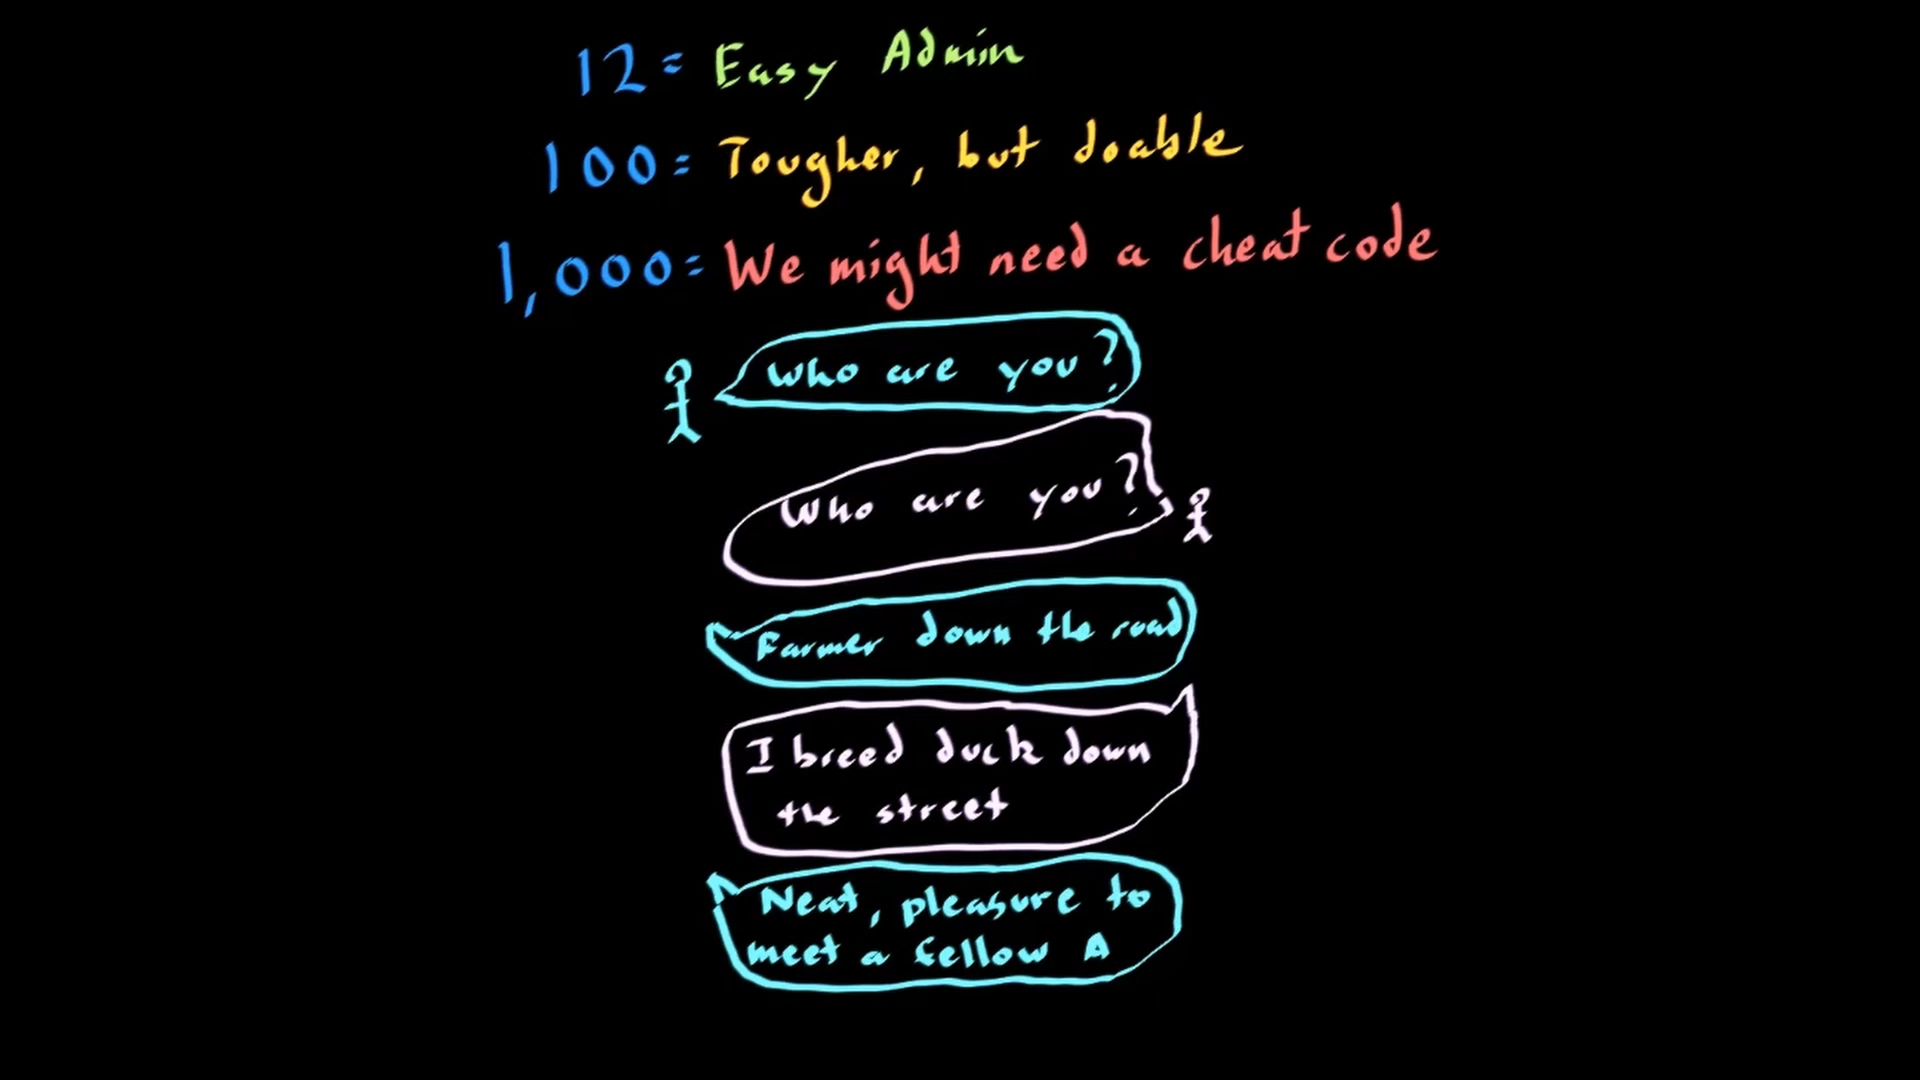 12 = Easy Admin
100 = Tougher, but doable
1,000 = We might need a cheat code
Who are you?
Who are you?
Farmer down the road
I breed duck down
the street
Neat, pleasure to
meet a fellow A